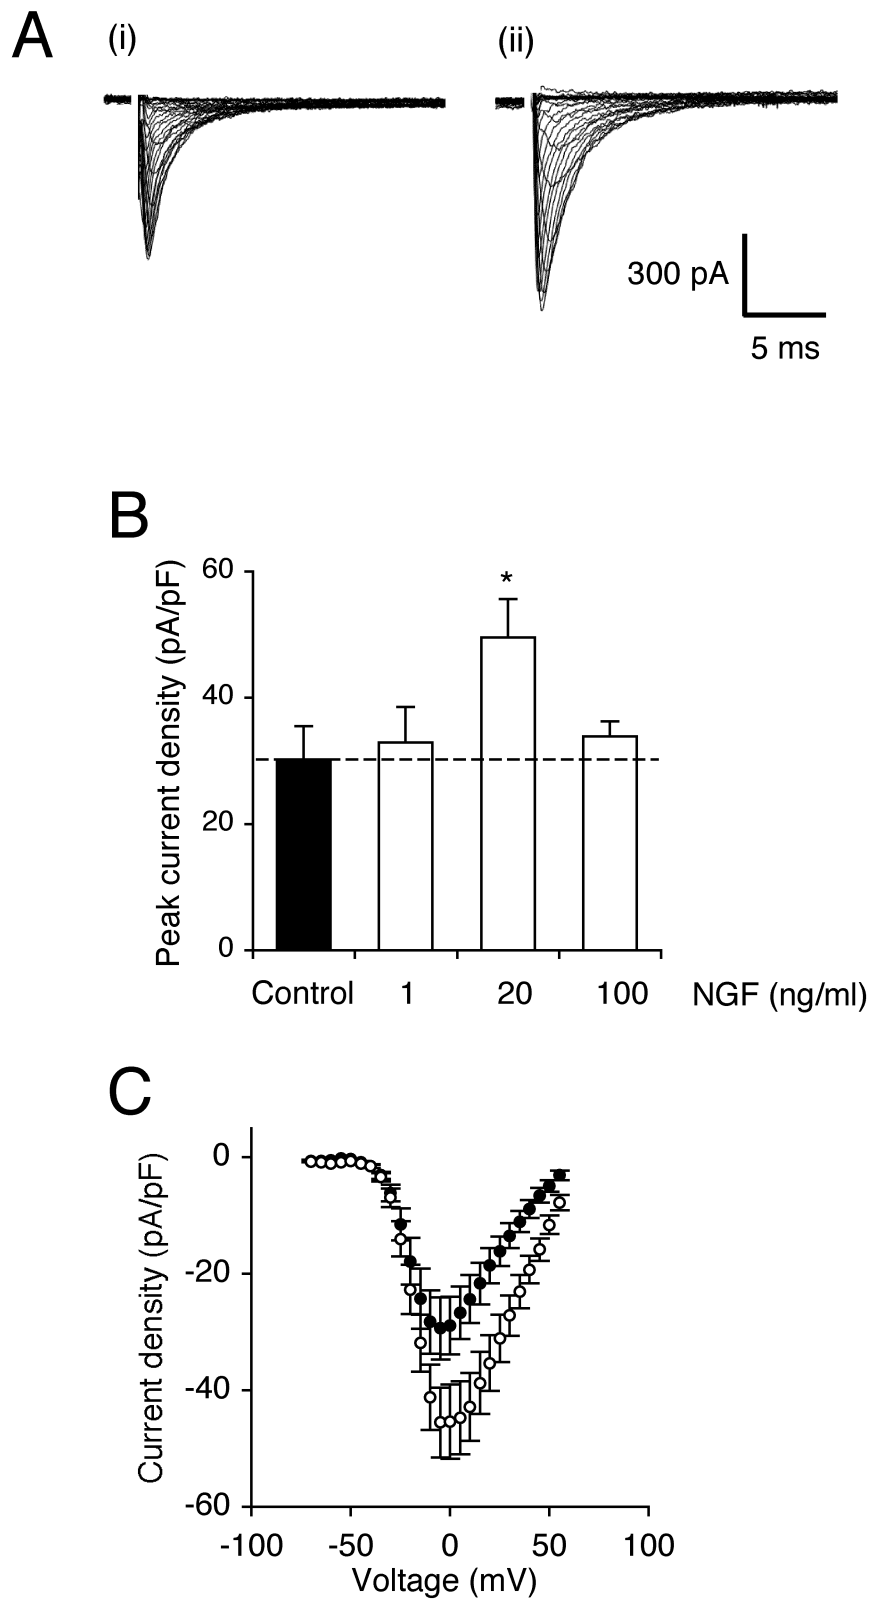 A
(i)
(ii)
300 pA
5 ms
B
Peak current density (pA/pF)
60
40
20
0
*
Control 1 20 100 NGF (ng/ml)
C
Current density (pA/pF)
0
-20
-40
-60
-100 -50 0 50 100
Voltage (mV)